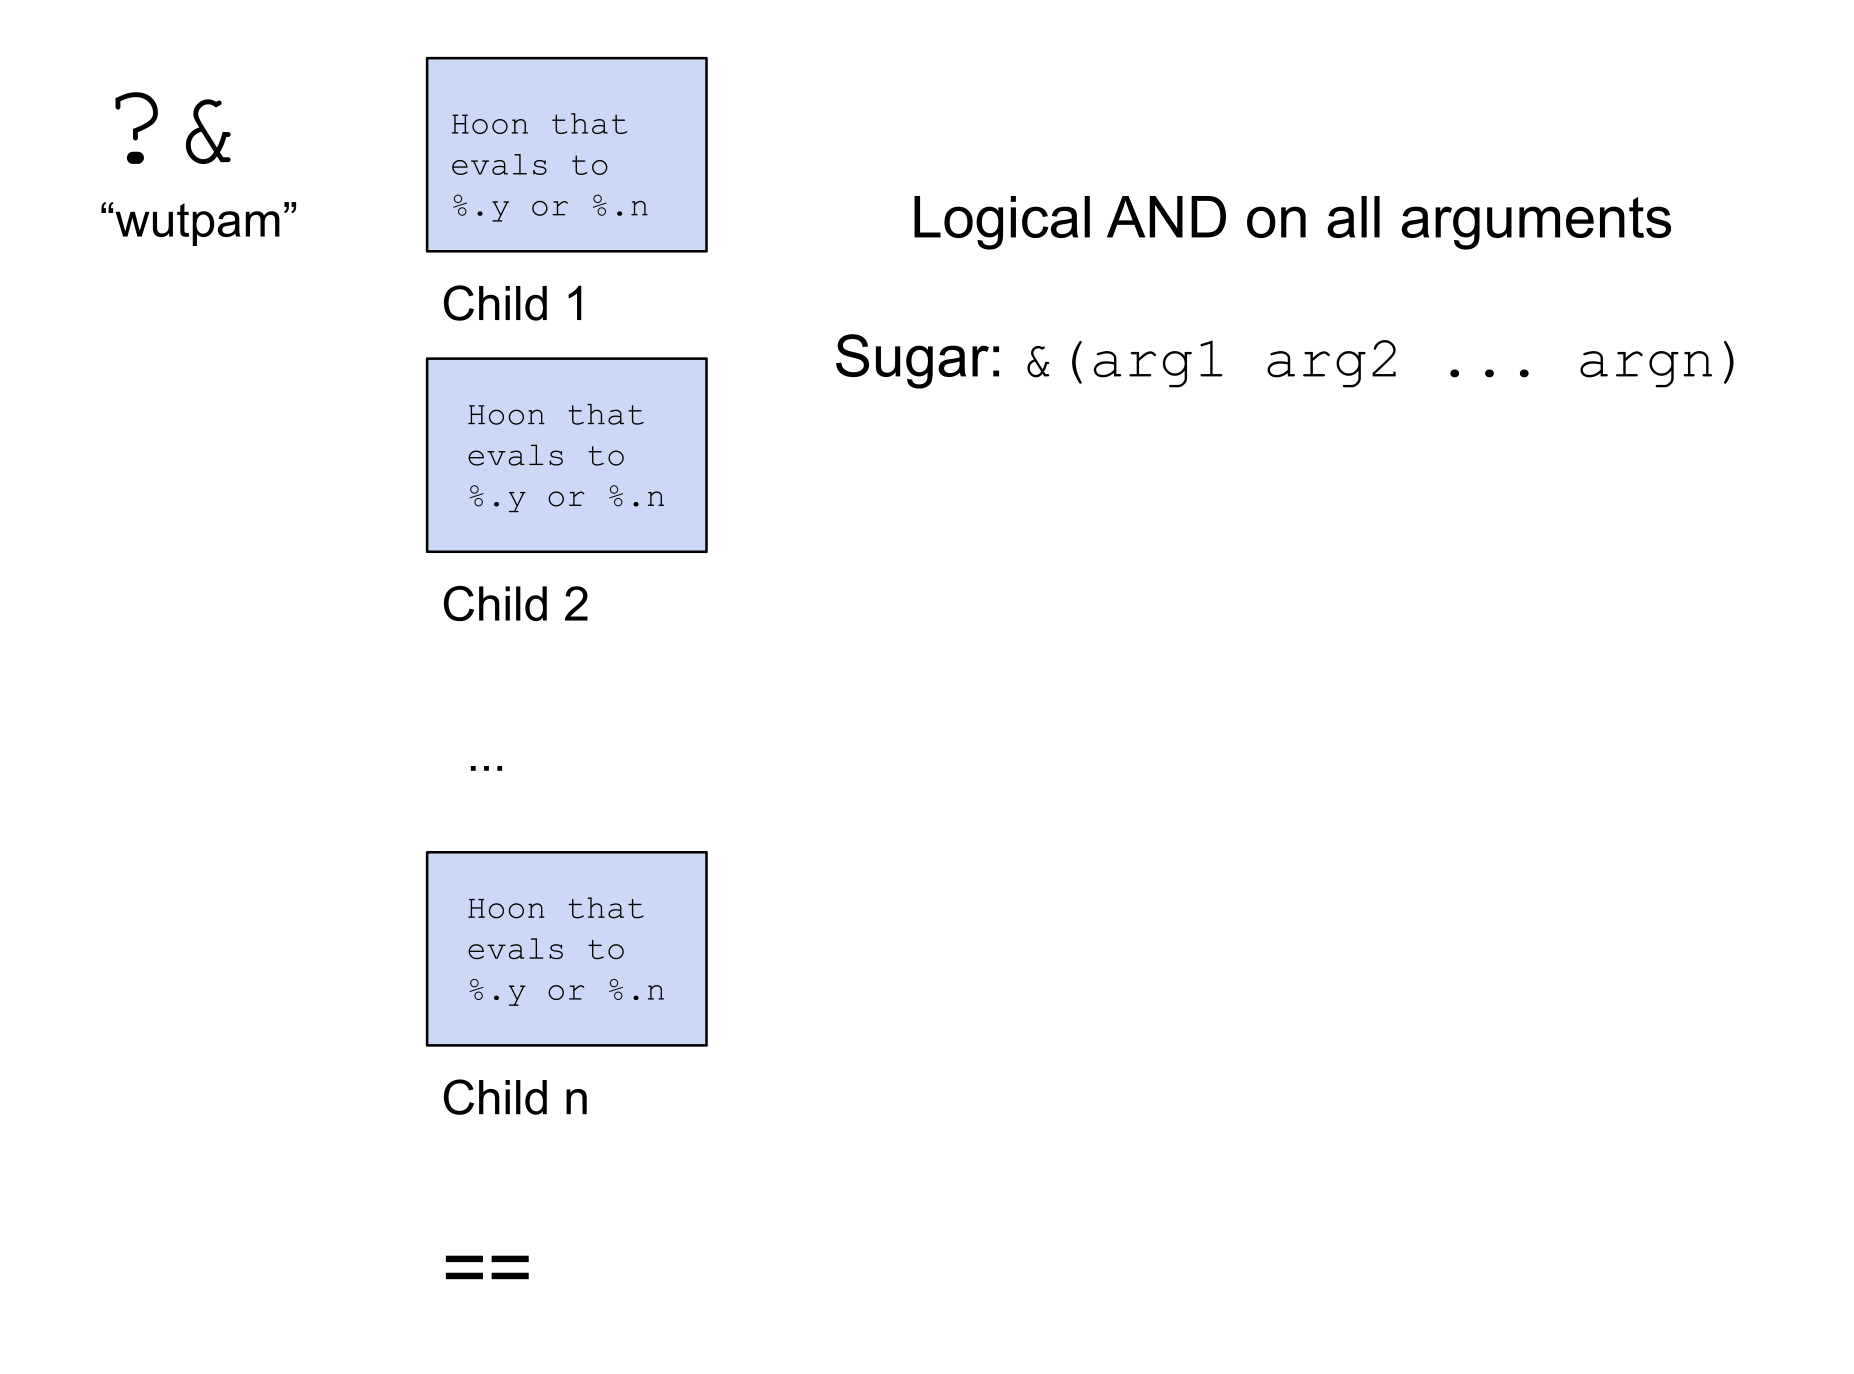 ?&
“wutpam”
Hoon that
evals to
%.y or %.n
Child 1
Logical AND on all arguments
Sugar: &(arg1 arg2 ... argn)
Hoon that
evals to
%.y or %.n
Child 2
...
Hoon that
evals to
%.y or %.n
Child n
==